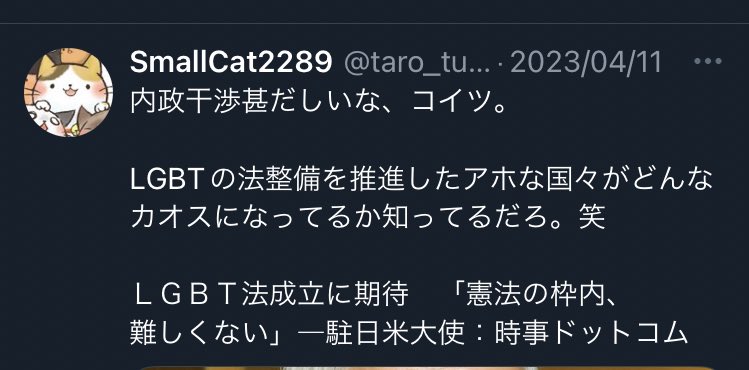 SmallCat2289 @taro_tu... · 2023/04/11
内政干渉甚だしいな、コイツ。
LGBTの法整備を推進したアホな国々がどんな
カオスになってるか知ってるだろ。笑
ＬＧＢＴ法成立に期待　「憲法の枠内、
難しくない」―駐日米大使：時事ドットコム